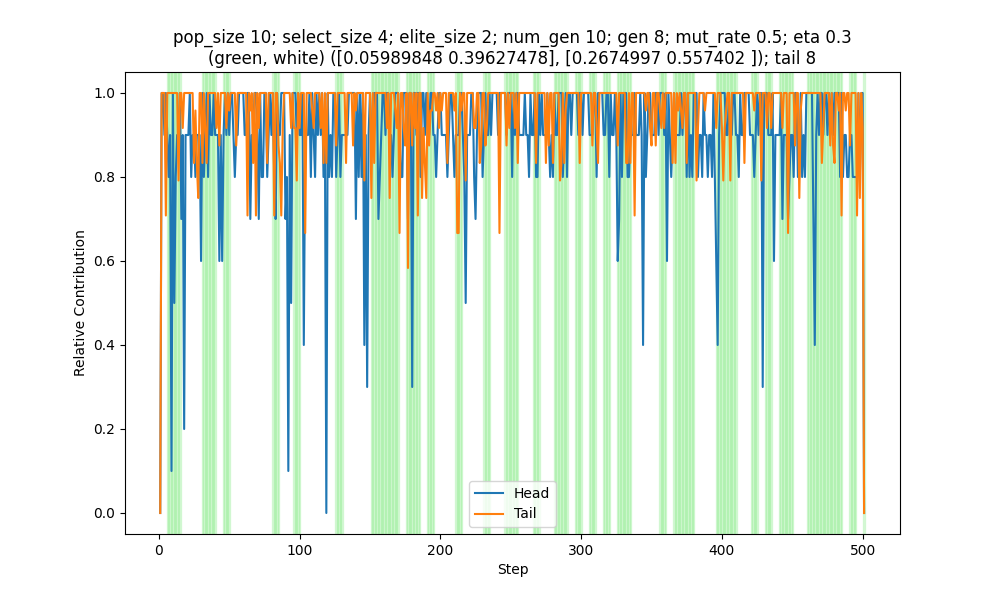 pop_size 10; select_size 4; elite_size 2; num_gen 10; gen 8; mut_rate 0.5; eta 0.3
(green, white) ([0.05989848 0.39627478], [0.2674997 0.557402 ]); tail 8
1.0
0.8
0.6
0.4
0.2
0.0
Relative Contribution
Head
Tail
0 100 200 300 400 500
Step